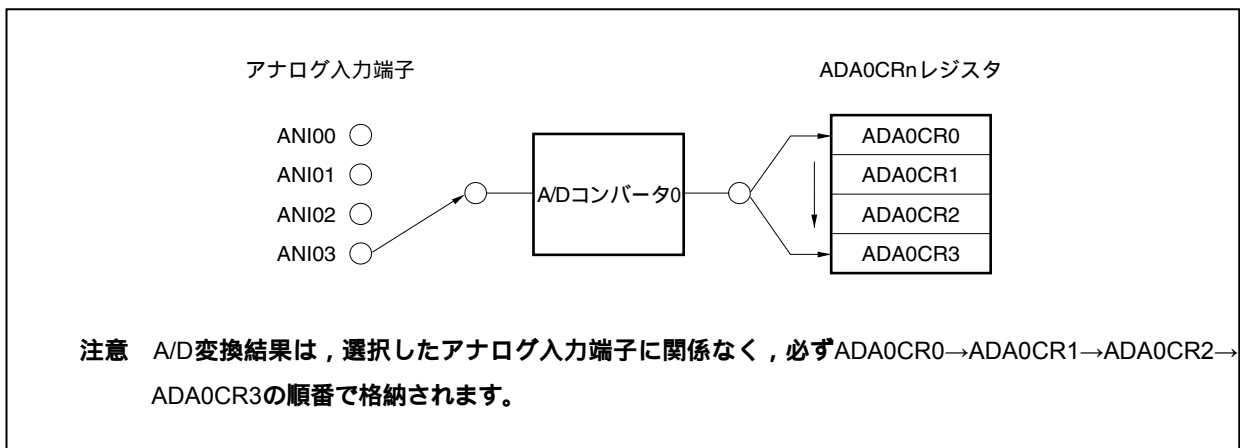 アナログ入力端子
ADA0CRnレジスタ
ANI00
ANI01
ANI02
ANI03
A/Dコンバータ0
ADA0CR0
ADA0CR1
ADA0CR2
ADA0CR3
注意 A/D変換結果は，選択したアナログ入力端子に関係なく，必ずADA0CR0→ADA0CR1→ADA0CR2→
ADA0CR3の順番で格納されます。